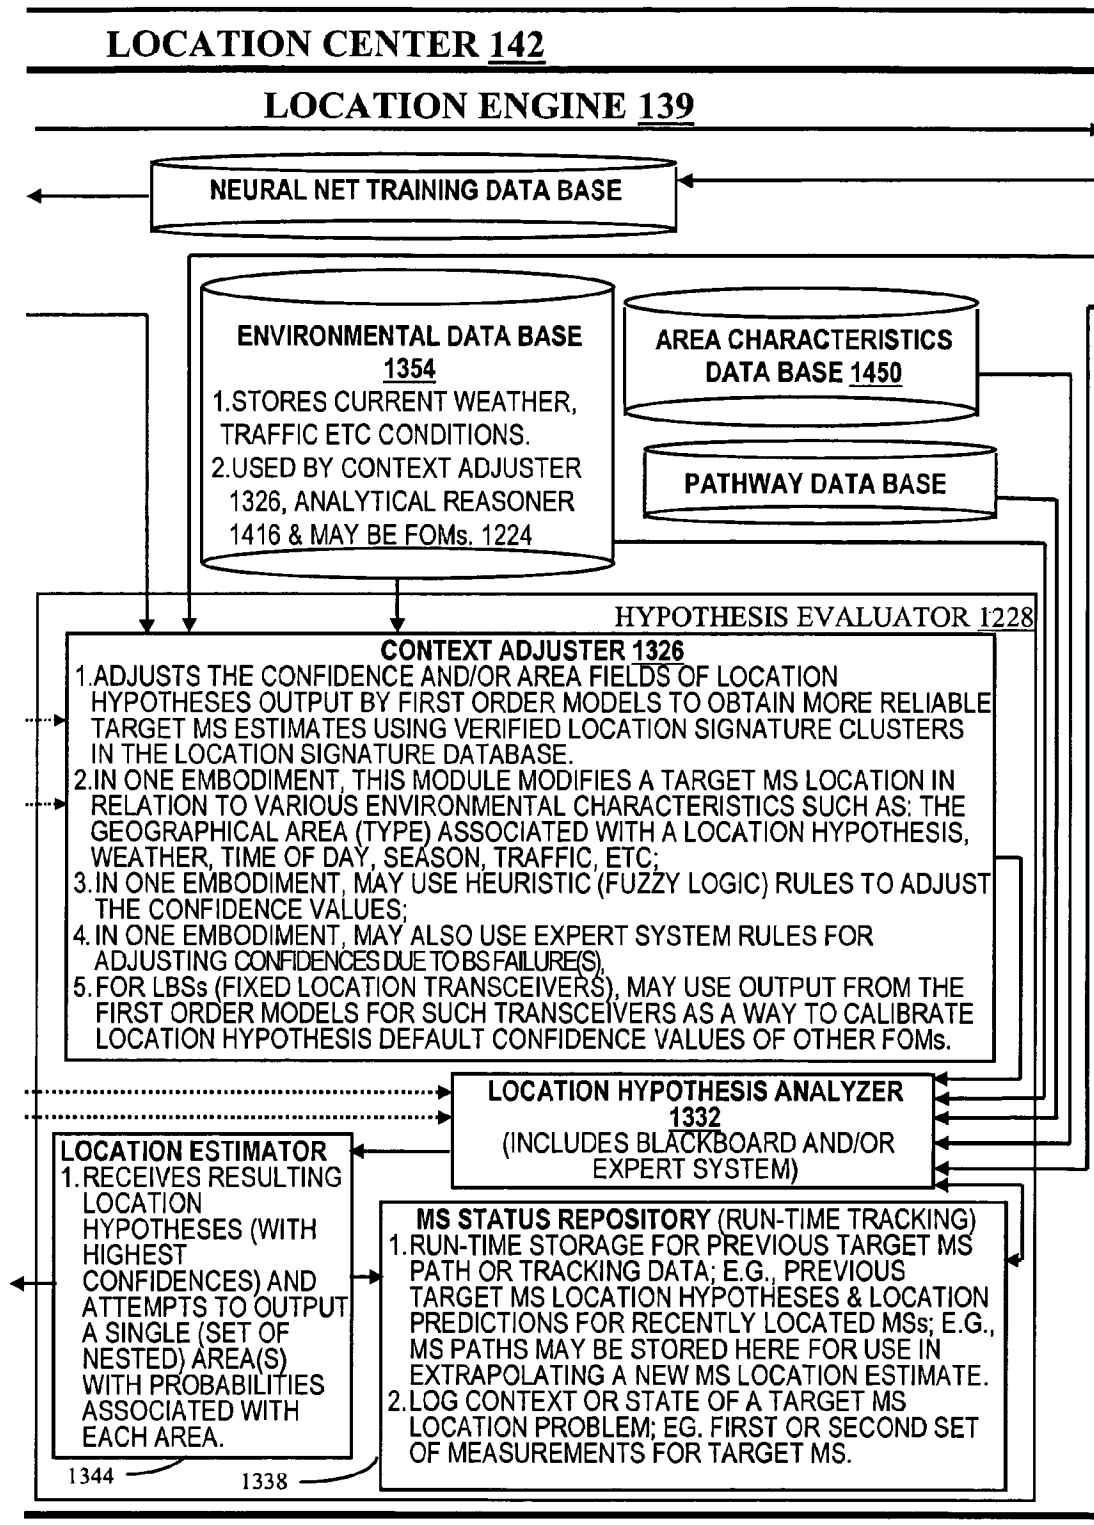 LOCATION CENTER 142
LOCATION ENGINE 139
NEURAL NET TRAINING DATA BASE
ENVIRONMENTAL DATA BASE
1354
1.STORES CURRENT WEATHER,
TRAFFIC ETC CONDITIONS.
2.USED BY CONTEXT ADJUSTER
1326, ANALYTICAL REASONER
1416 & MAY BE FOMs. 1224
AREA CHARACTERISTICS
DATA BASE 1450
PATHWAY DATA BASE
HYPOTHESIS EVALUATOR 1228
CONTEXT ADJUSTER 1326
1.ADJUSTS THE CONFIDENCE AND/OR AREA FIELDS OF LOCATION
HYPOTHESES OUTPUT BY FIRST ORDER MODELS TO OBTAIN MORE RELIABLE
TARGET MS ESTIMATES USING VERIFIED LOCATION SIGNATURE CLUSTERS
IN THE LOCATION SIGNATURE DATABASE.
2.IN ONE EMBODIMENT, THIS MODULE MODIFIES A TARGET MS LOCATION IN
RELATION TO VARIOUS ENVIRONMENTAL CHARACTERISTICS SUCH AS: THE
GEOGRAPHICAL AREA (TYPE) ASSOCIATED WITH A LOCATION HYPOTHESIS,
WEATHER, TIME OF DAY, SEASON, TRAFFIC, ETC;
3.IN ONE EMBODIMENT, MAY USE HEURISTIC (FUZZY LOGIC) RULES TO ADJUST
THE CONFIDENCE VALUES;
4.IN ONE EMBODIMENT, MAY ALSO USE EXPERT SYSTEM RULES FOR
ADJUSTING CONFIDENCES DUE TO BS FAILURE(S),
5.FOR LBSs (FIXED LOCATION TRANSCEIVERS), MAY USE OUTPUT FROM THE
FIRST ORDER MODELS FOR SUCH TRANSCEIVERS AS A WAY TO CALIBRATE
LOCATION HYPOTHESIS DEFAULT CONFIDENCE VALUES OF OTHER FOMs.
LOCATION HYPOTHESIS ANALYZER
1332
(INCLUDES BLACKBOARD AND/OR
EXPERT SYSTEM)
LOCATION ESTIMATOR
1.RECEIVES RESULTING
LOCATION
HYPOTHESES (WITH
HIGHEST
CONFIDENCES) AND
ATTEMPTS TO OUTPUT
A SINGLE (SET OF
NESTED) AREA(S)
WITH PROBABILITIES
ASSOCIATED WITH
EACH AREA.
1344
MS STATUS REPOSITORY (RUN-TIME TRACKING)
1.RUN-TIME STORAGE FOR PREVIOUS TARGET MS
PATH OR TRACKING DATA; E.G., PREVIOUS
TARGET MS LOCATION HYPOTHESES & LOCATION
PREDICTIONS FOR RECENTLY LOCATED MSs; E.G.,
MS PATHS MAY BE STORED HERE FOR USE IN
EXTRAPOLATING A NEW MS LOCATION ESTIMATE.
2.LOG CONTEXT OR STATE OF A TARGET MS
LOCATION PROBLEM; EG. FIRST OR SECOND SET
OF MEASUREMENTS FOR TARGET MS.
1338